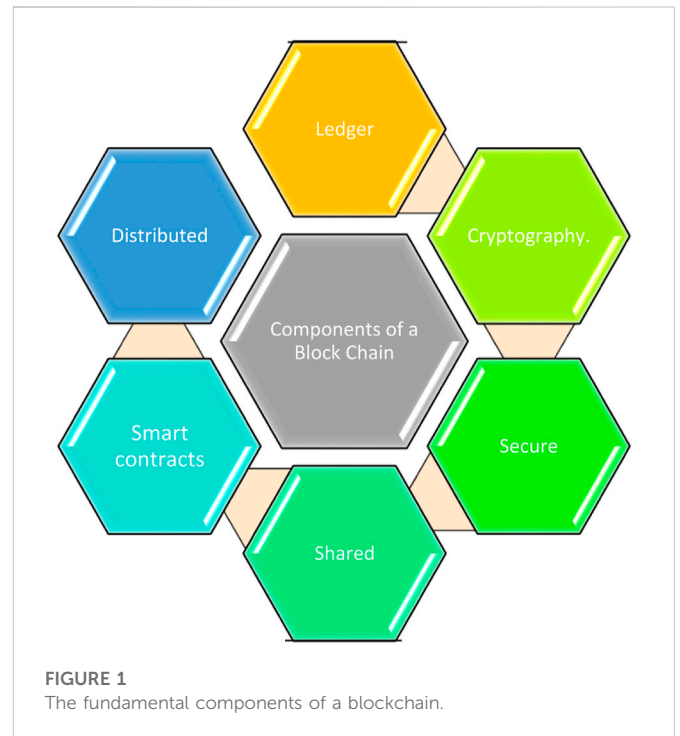 Ledger
Distributed
Cryptography.
Components of a
Block Chain
Smart
contracts
Secure
Shared
FIGURE 1
The fundamental components of a blockchain.